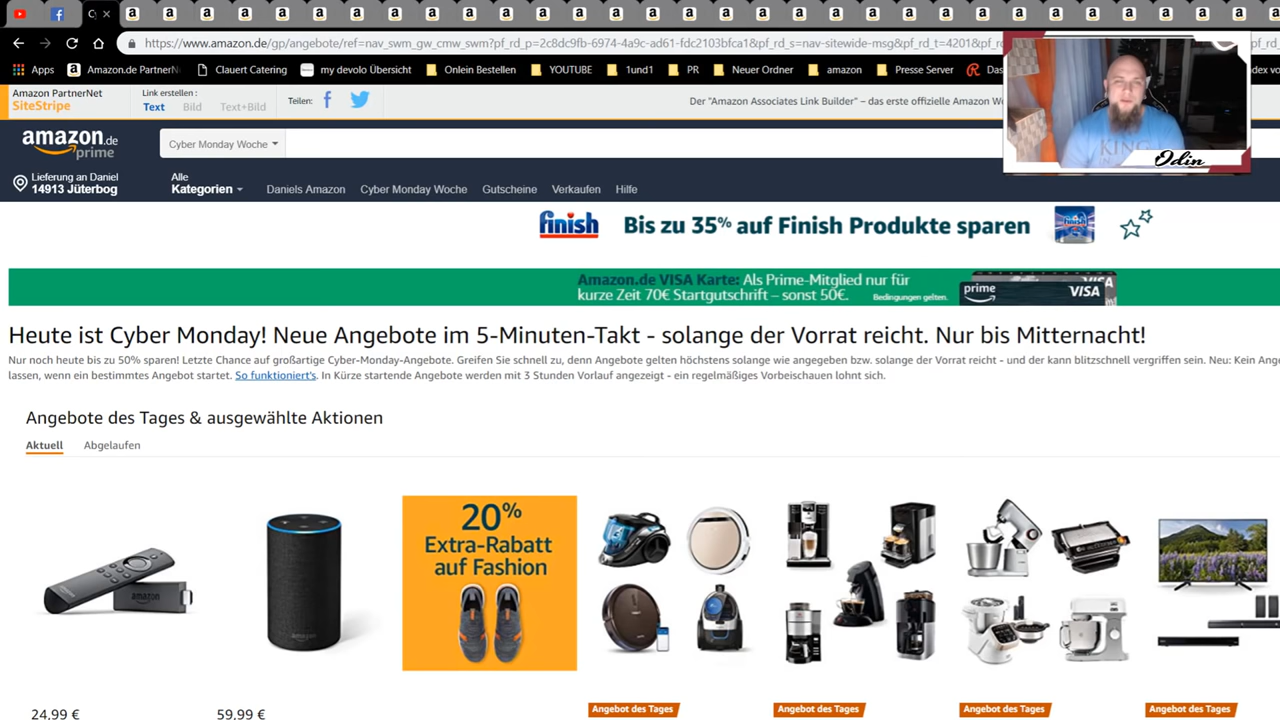 https://www.amazon.de/gp/angebote/ref=nav_swm_gw_cmw_swm?pf_rd_p=2c8dc9fb-6974-4a9c-ad61-fdc2103bfca1&pf_rd_s=nav-sitewide-msg&pf_rd_t=4201&pf_rd
Apps Amazon.de PartnerN Clauert Catering my devolo Übersicht Onlein Bestellen YOUTUBE 1und1 PR Neuer Ordner amazon Presse Server Das
Amazon PartnerNet
SiteStripe
Link erstellen :
Text Bild Text+Bild
Teilen:
Der "Amazon Associates Link Builder" – das erste offizielle Amazon
KING
Odin
amazon.de
prime
Cyber Monday Woche
Lieferung an Daniel
14913 Jüterbog
Alle
Kategorien
Daniels Amazon Cyber Monday Woche Gutscheine Verkaufen Hilfe
finish Bis zu 35% auf Finish Produkte sparen
Amazon.de VISA Karte: Als Prime-Mitglied nur für
kurze Zeit 70€ Startgutschrift – sonst 50€. Bedingungen gelten.
prime VISA
Heute ist Cyber Monday! Neue Angebote im 5-Minuten-Takt - solange der Vorrat reicht. Nur bis Mitternacht!
Nur noch heute bis zu 50% sparen! Letzte Chance auf großartige Cyber-Monday-Angebote. Greifen Sie schnell zu, denn Angebote gelten höchstens solange wie angegeben bzw. solange der Vorrat reicht - und der kann blitzschnell vergriffen sein. Neu: Kein Ange
lassen, wenn ein bestimmtes Angebot startet. So funktioniert's. In Kürze startende Angebote werden mit 3 Stunden Vorlauf angezeigt - ein regelmäßiges Vorbeischauen lohnt sich.
Angebote des Tages & ausgewählte Aktionen
Aktuell Abgelaufen
20%
Extra-Rabatt
auf Fashion
amazon
24,99 €
59,99 €
Angebot des Tages
Angebot des Tages
Angebot des Tages
Angebot des Tages